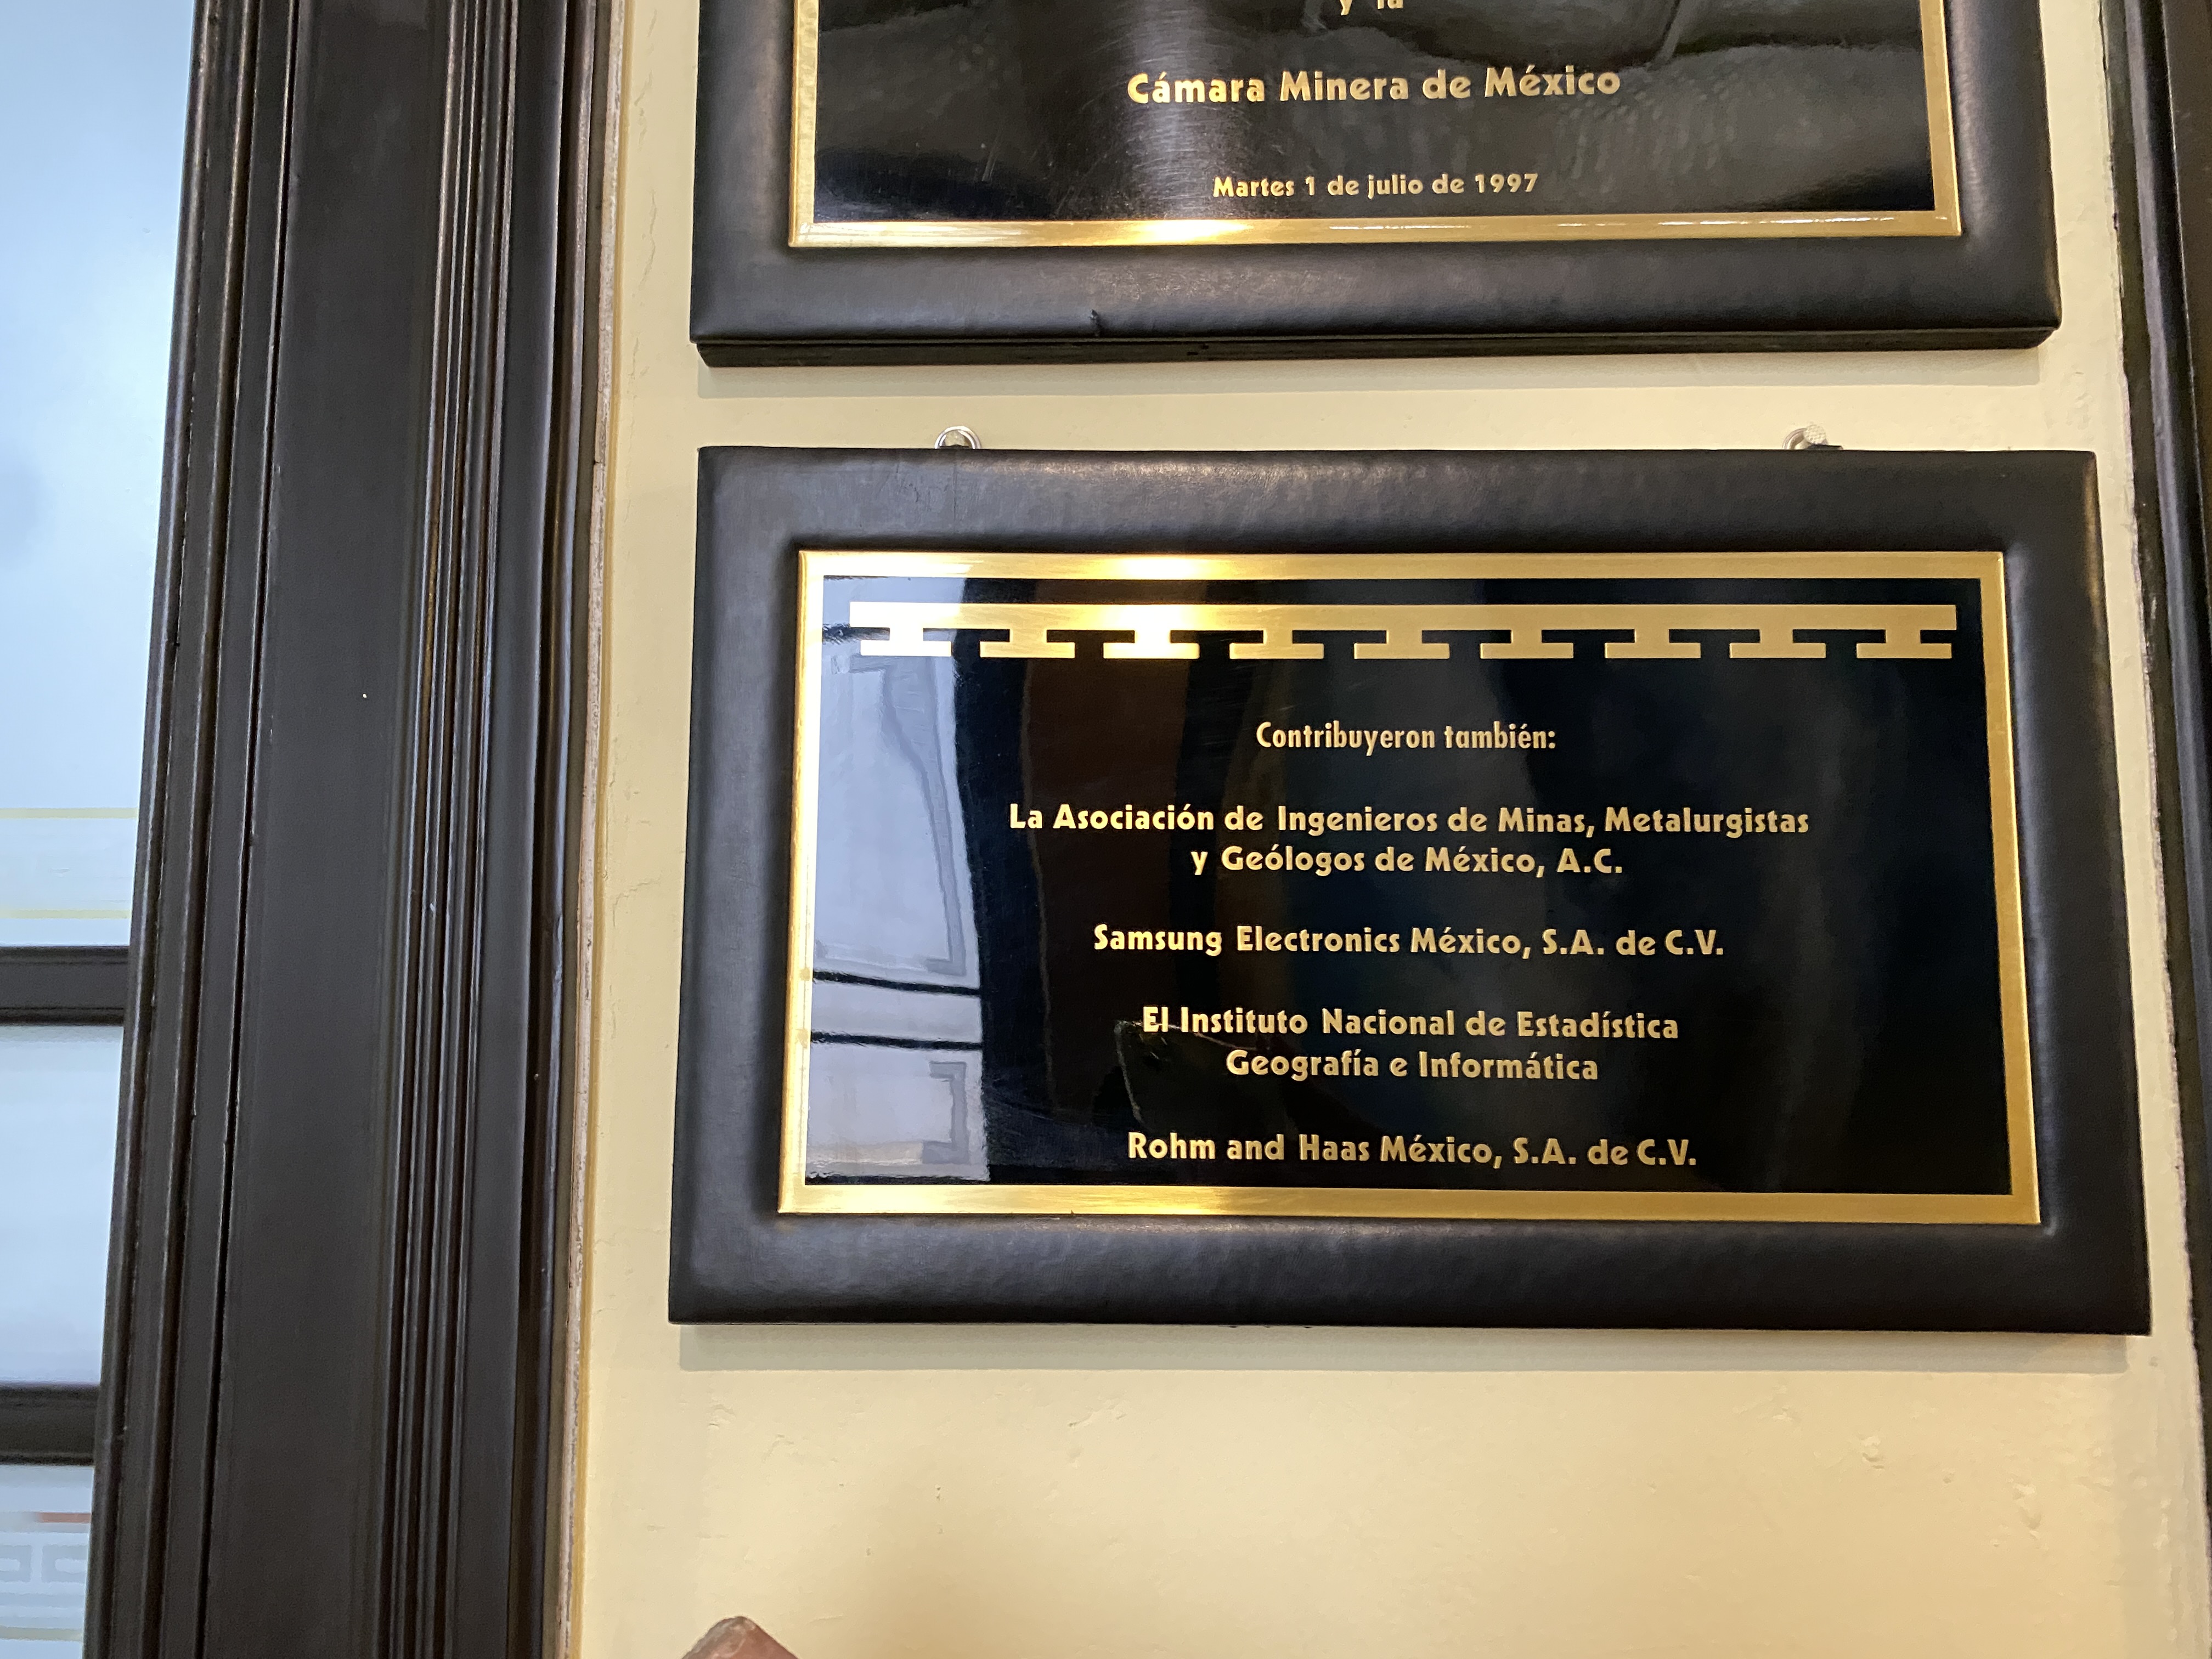 y la
Cámara Minera de México
Martes 1 de julio de 1997
Contribuyeron también:
La Asociación de Ingenieros de Minas, Metalurgistas
y Geólogos de México, A.C.
Samsung Electronics México, S.A. de C.V.
El Instituto Nacional de Estadística
Geografía e Informática
Rohm and Haas México, S.A. de C.V.